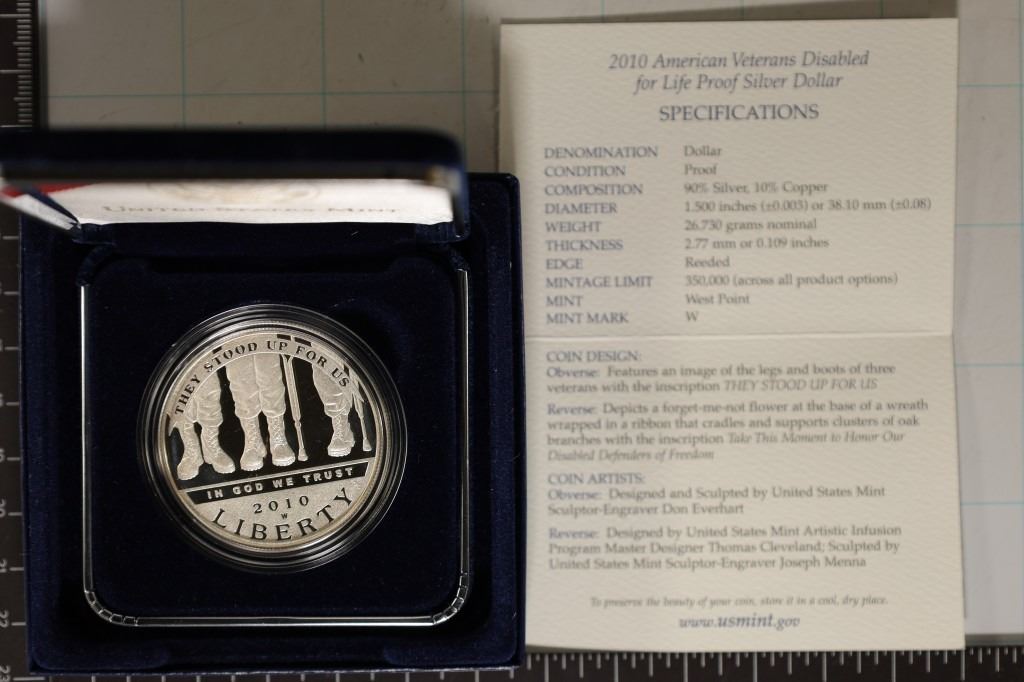 UNITED STATES MINT
THEY STOOD UP FOR US
IN GOD WE TRUST
2010
W
LIBERTY
2010 American Veterans Disabled
for Life Proof Silver Dollar
SPECIFICATIONS
DENOMINATION Dollar
CONDITION Proof
COMPOSITION 90% Silver, 10% Copper
DIAMETER 1.500 inches (±0.003) or 38.10 mm (±0.08)
WEIGHT 26.730 grams nominal
THICKNESS 2.77 mm or 0.109 inches
EDGE Reeded
MINTAGE LIMIT 350,000 (across all product options)
MINT West Point
MINT MARK W
COIN DESIGN:
Obverse: Features an image of the legs and boots of three
veterans with the inscription THEY STOOD UP FOR US
Reverse: Depicts a forget-me-not flower at the base of a wreath
wrapped in a ribbon that cradles and supports clusters of oak
branches with the inscription Take This Moment to Honor Our
Disabled Defenders of Freedom
COIN ARTISTS:
Obverse: Designed and Sculpted by United States Mint
Sculptor-Engraver Don Everhart
Reverse: Designed by United States Mint Artistic Infusion
Program Master Designer Thomas Cleveland; Sculpted by
United States Mint Sculptor-Engraver Joseph Menna
To preserve the beauty of your coin, store it in a cool, dry place.
www.usmint.gov
21
22
23